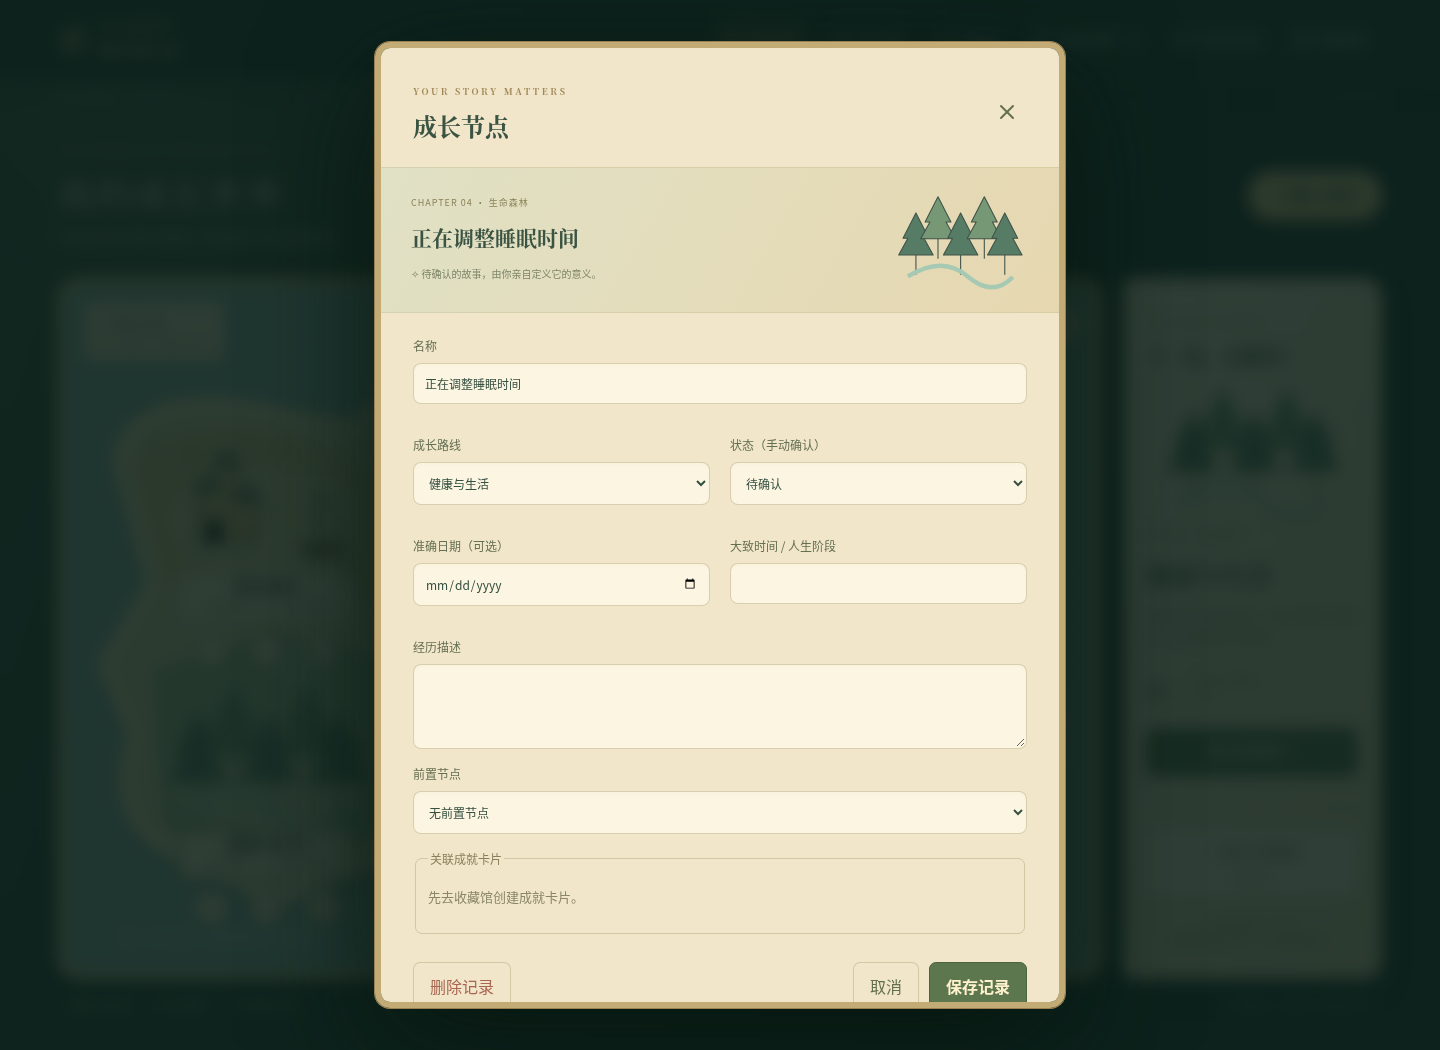 YOUR STORY MATTERS
成长节点
CHAPTER 04 · 生命森林
正在调整睡眠时间
✧ 待确认的故事，由你亲自定义它的意义。
名称
正在调整睡眠时间
成长路线
状态（手动确认）
健康与生活
待确认
准确日期（可选）
大致时间 / 人生阶段
mm/dd/yyyy
经历描述
前置节点
无前置节点
关联成就卡片
先去收藏馆创建成就卡片。
删除记录
取消
保存记录